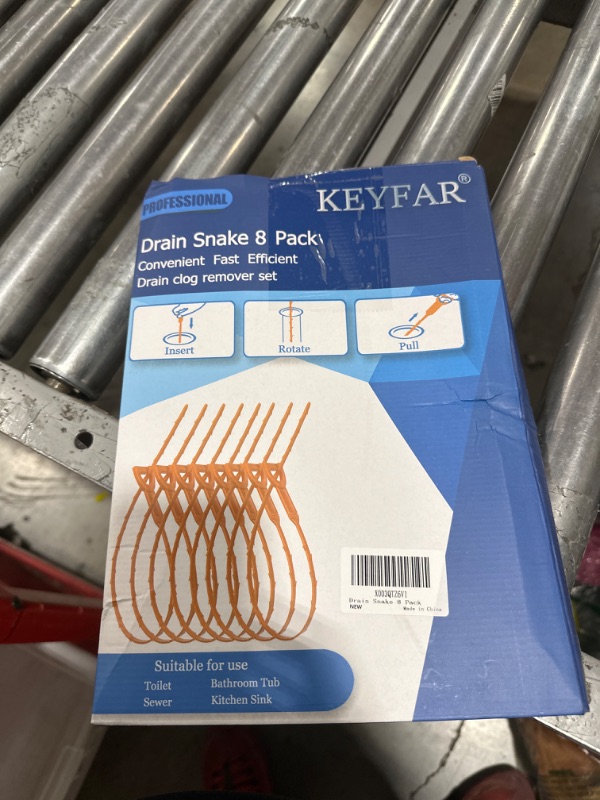 PROFESSIONAL
KEYFAR®
Drain Snake 8 Pack
Convenient Fast Efficient
Drain clog remover set
Insert
Rotate
Pull
X003QTZ6V1
Drain Snake 8 Pack
NEW
Made in China
Suitable for use
Toilet Bathroom Tub
Sewer Kitchen Sink